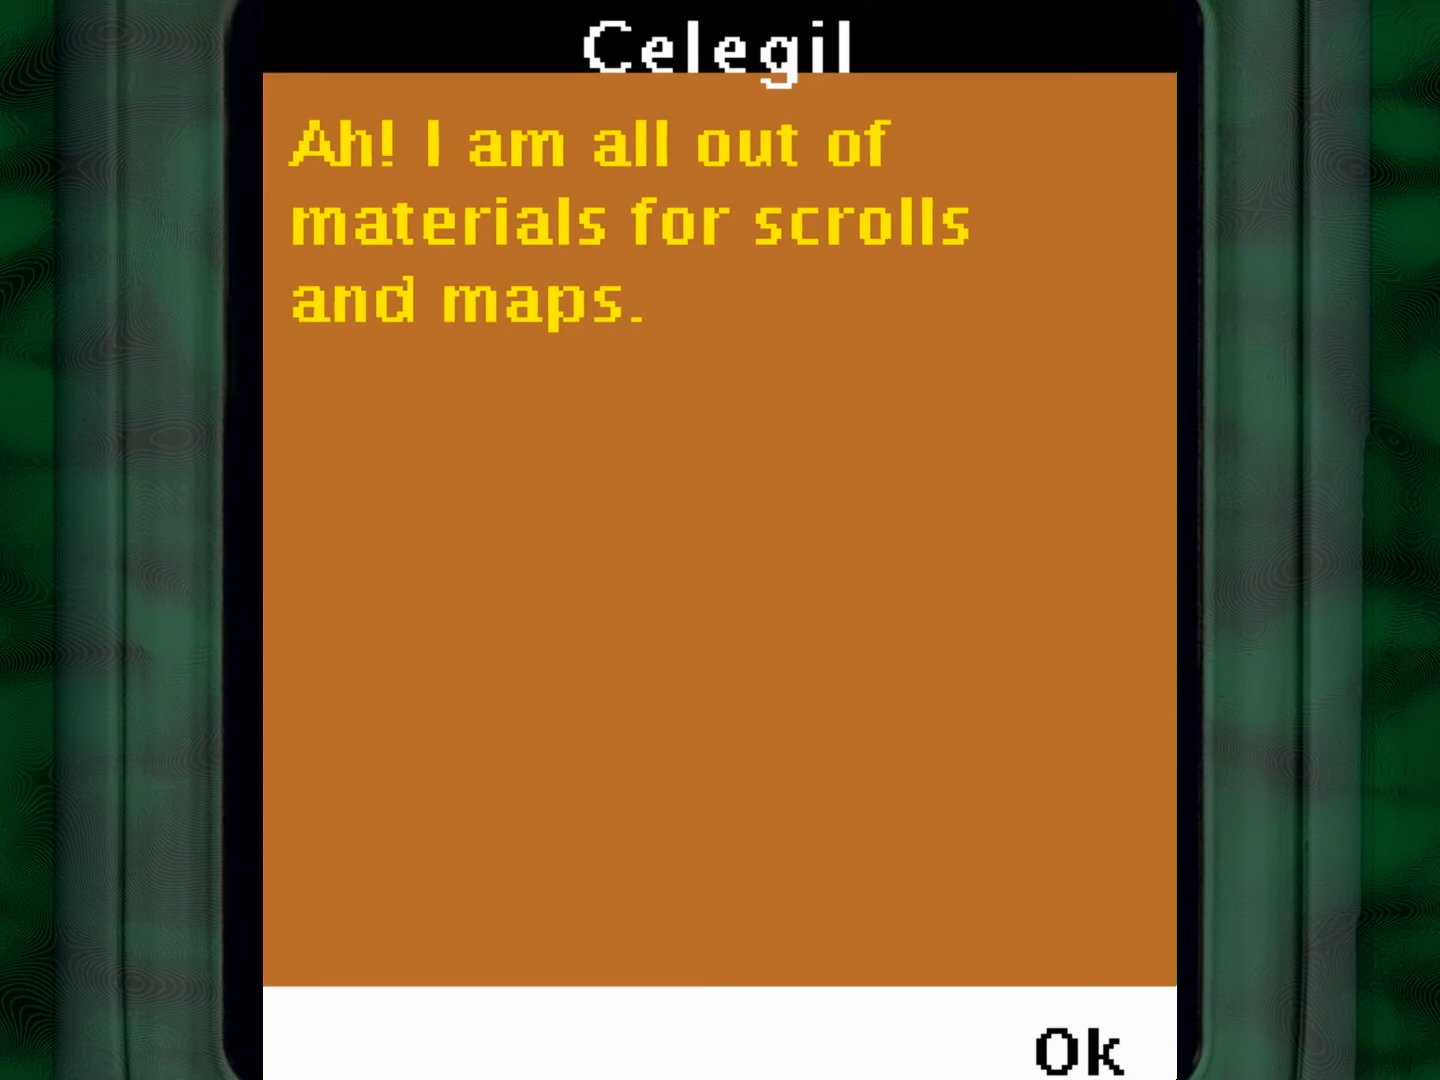 Celegil
Ah! I am all out of
materials for scrolls
and maps.
Ok